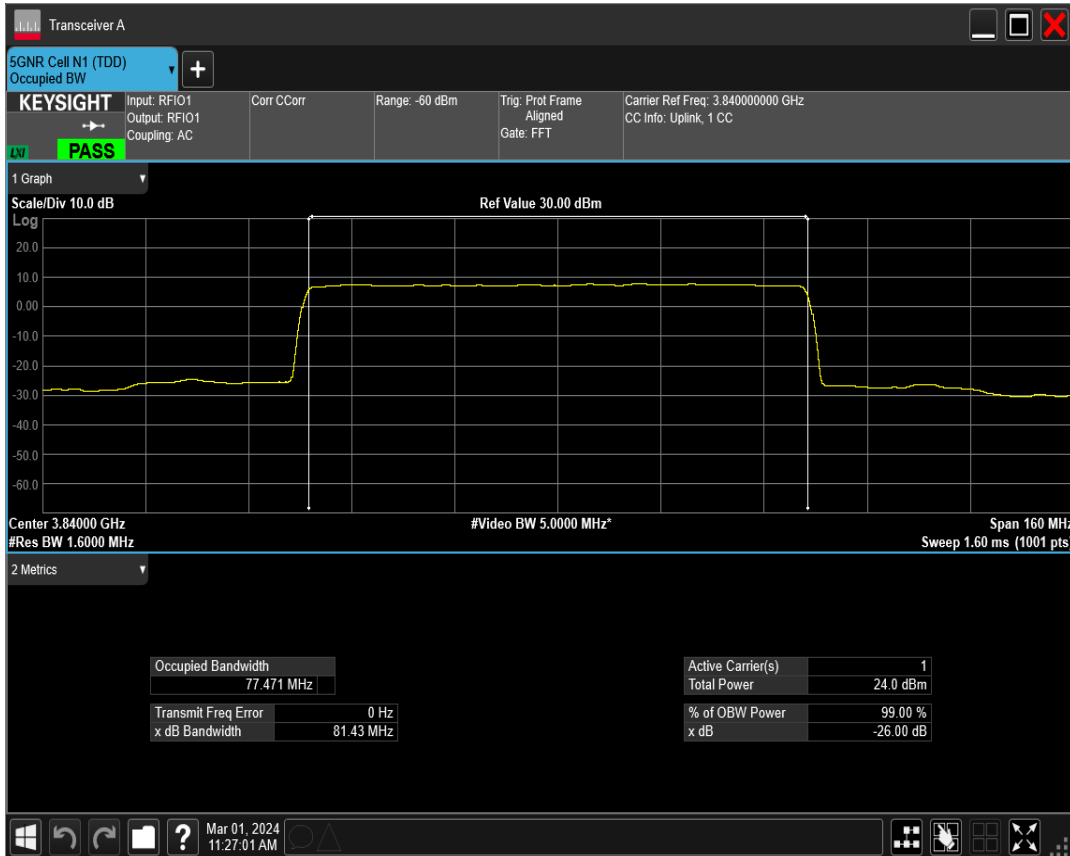 Transceiver A
5GNR Cell N1 (TDD)
Occupied BW
+
KEYSIGHT
LXI
PASS
Input: RFIO1
Output: RFIO1
Coupling: AC
Corr CCorr
Range: -60 dBm
Trig: Prot Frame
Aligned
Gate: FFT
Carrier Ref Freq: 3.840000000 GHz
CC Info: Uplink, 1 CC
1 Graph
Scale/Div 10.0 dB
Ref Value 30.00 dBm
Log
20.0
10.0
0.00
-10.0
-20.0
-30.0
-40.0
-50.0
-60.0
Center 3.84000 GHz
#Video BW 5.0000 MHz*
Span 160 MHz
#Res BW 1.6000 MHz
Sweep 1.60 ms (1001 pts)
2 Metrics
Occupied Bandwidth
77.471 MHz
Transmit Freq Error 0 Hz
x dB Bandwidth 81.43 MHz
Active Carrier(s) 1
Total Power 24.0 dBm
% of OBW Power 99.00 %
x dB -26.00 dB
?
Mar 01, 2024
11:27:01 AM